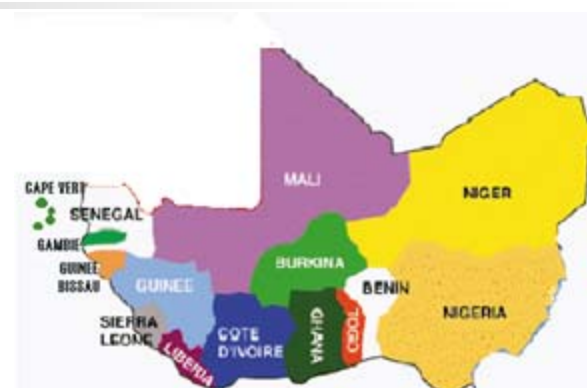 MALI
NIGER
CAPE VERT
SENEGAL
GAMBIE
GUINEE
BISSAU
GUINEE
BURKINA
BENIN
NIGERIA
SIERRA
LEONE
LIBERIA
COTE
D'IVOIRE
GHANA
TOGO